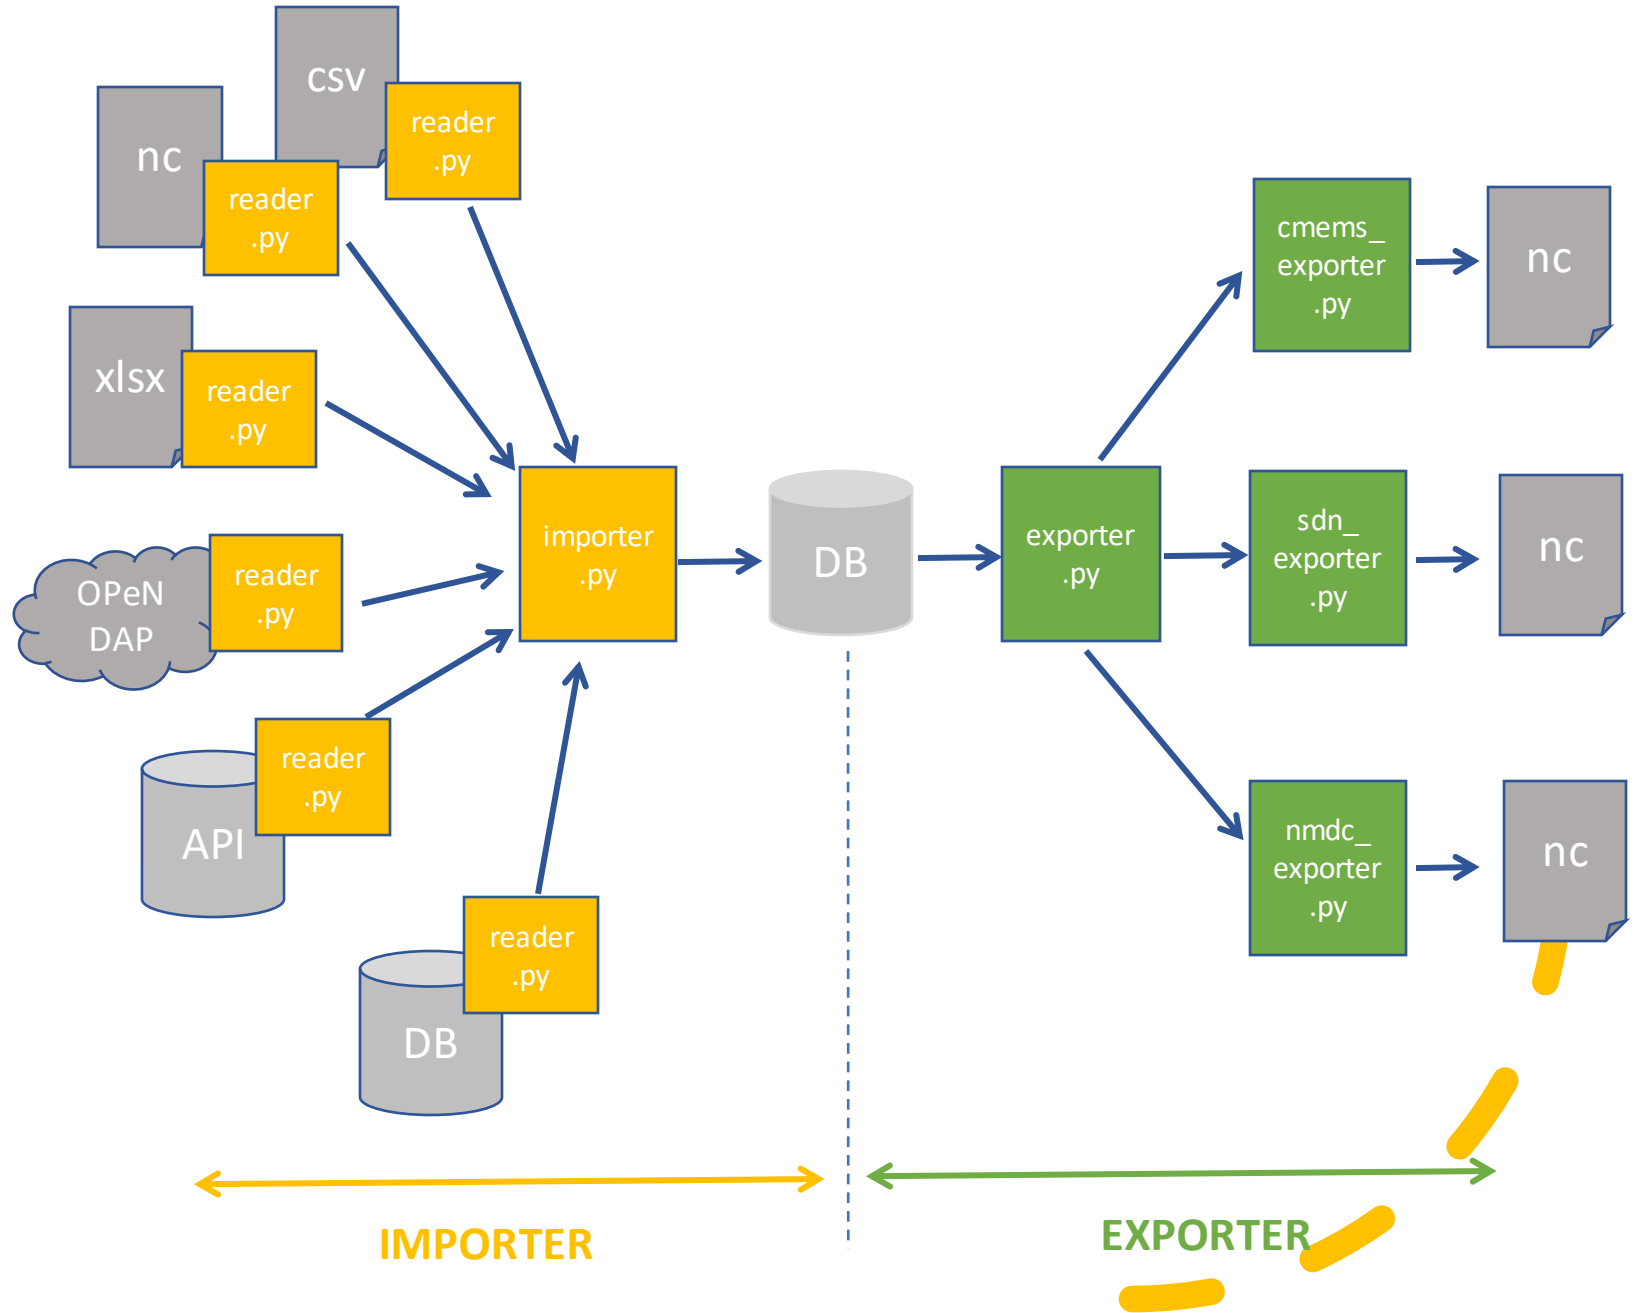 csv
reader
.py
nc
reader
.py
xlsx
reader
.py
OPeN
DAP
reader
.py
API
reader
.py
DB
reader
.py
importer
.py
DB
exporter
.py
cmems_
exporter
.py
nc
sdn_
exporter
.py
nc
nmdc_
exporter
.py
nc
IMPORTER
EXPORTER